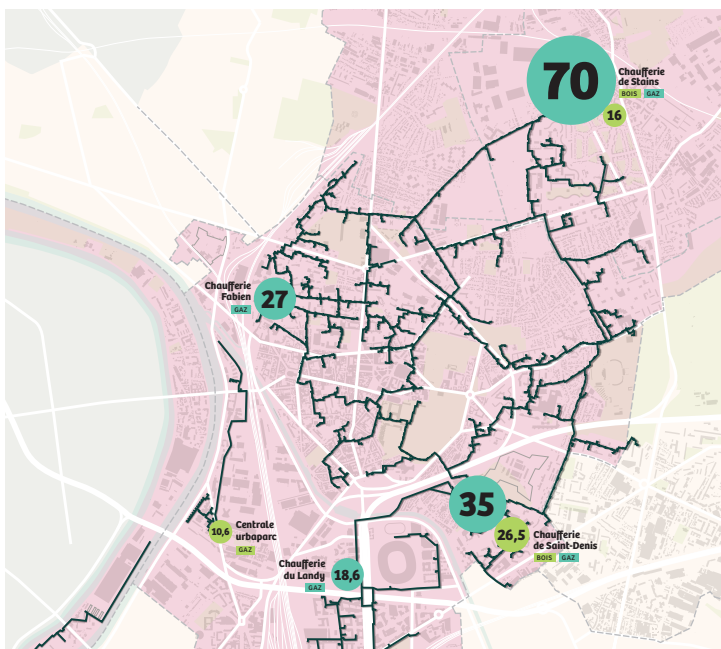 70
Chaufferie
de Stains
BOIS GAZ
16
Chaufferie
Fabien
GAZ
27
35
26,5
Chaufferie
de Saint-Denis
BOIS GAZ
10,6
Centrale
urbaparc
GAZ
Chaufferie
du Landy
GAZ
18,6